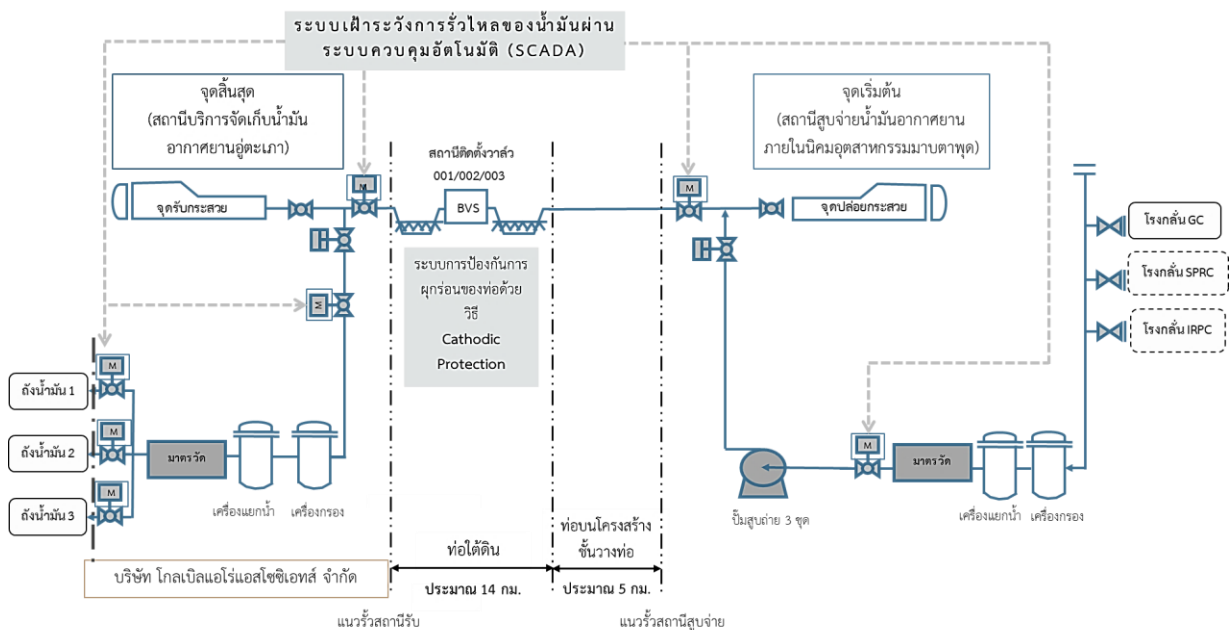 ระบบเฝ้าระวังการรั่วไหลของน้ำมันผ่าน
ระบบควบคุมอัตโนมัติ (SCADA)
จุดสิ้นสุด
(สถานีบริการจัดเก็บน้ำมัน
อากาศยานอู่ตะเภา)
จุดเริ่มต้น
(สถานีสูบจ่ายน้ำมันอากาศยาน
ภายในนิคมอุตสาหกรรมมาบตาพุด)
สถานีติดตั้งวาล์ว
001/002/003
M
M
BVS
จุดรับกระสวย
จุดปล่อยกระสวย
โรงกลั่น GC
โรงกลั่น SPRC
โรงกลั่น IRPC
ระบบการป้องกันการ
ผุกร่อนของท่อด้วย
วิธี
Cathodic
Protection
M
M
ถังน้ำมัน 1
M
ถังน้ำมัน 2
M
ถังน้ำมัน 3
มาตรวัด
เครื่องแยกน้ำ
เครื่องกรอง
M
มาตรวัด
ปั๊มสูบถ่าย 3 ชุด
เครื่องแยกน้ำ
เครื่องกรอง
ท่อใต้ดิน
ท่อบนโครงสร้าง
ชั้นวางท่อ
บริษัท โกลเบิลแอโร่แอสโซซิเอทส์ จำกัด
ประมาณ 14 กม.
ประมาณ 5 กม.
แนวรั้วสถานีรับ
แนวรั้วสถานีสูบจ่าย